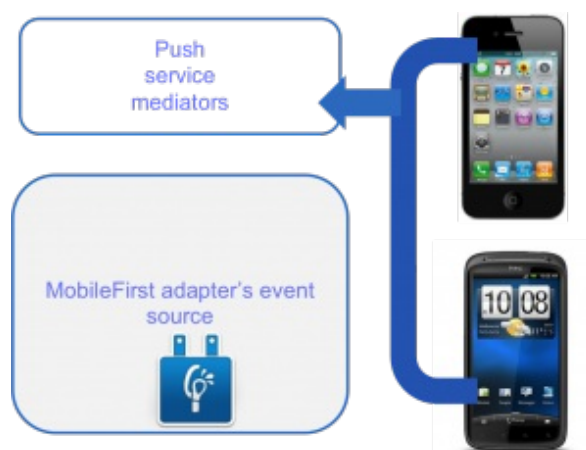 Push
service
mediators
MobileFirst adapter's event
source
10 08